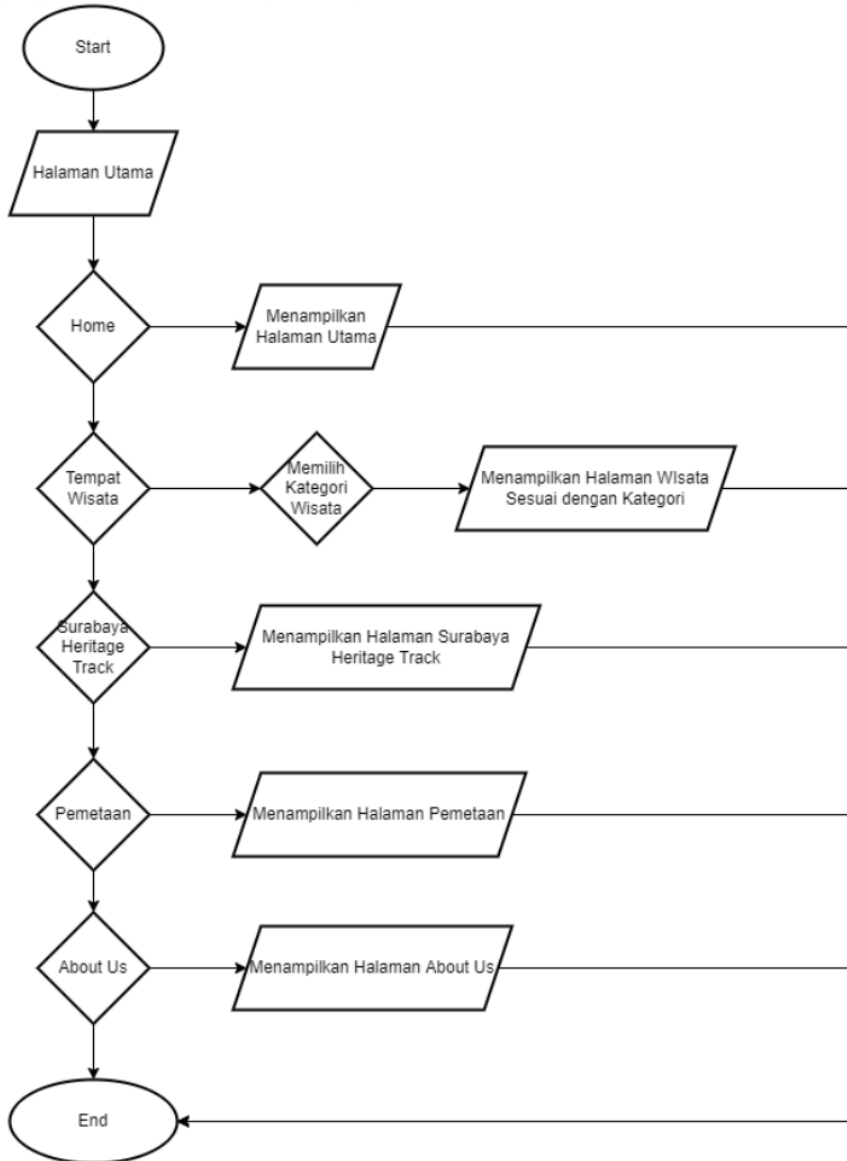 Start
Halaman Utama
Home
Menampilkan
Halaman Utama
Tempat
Wisata
Memilih
Kategori
Wisata
Menampilkan Halaman WIsata
Sesuai dengan Kategori
Surabaya
Heritage
Track
Menampilkan Halaman Surabaya
Heritage Track
Pemetaan
Menampilkan Halaman Pemetaan
About Us
Menampilkan Halaman About Us
End